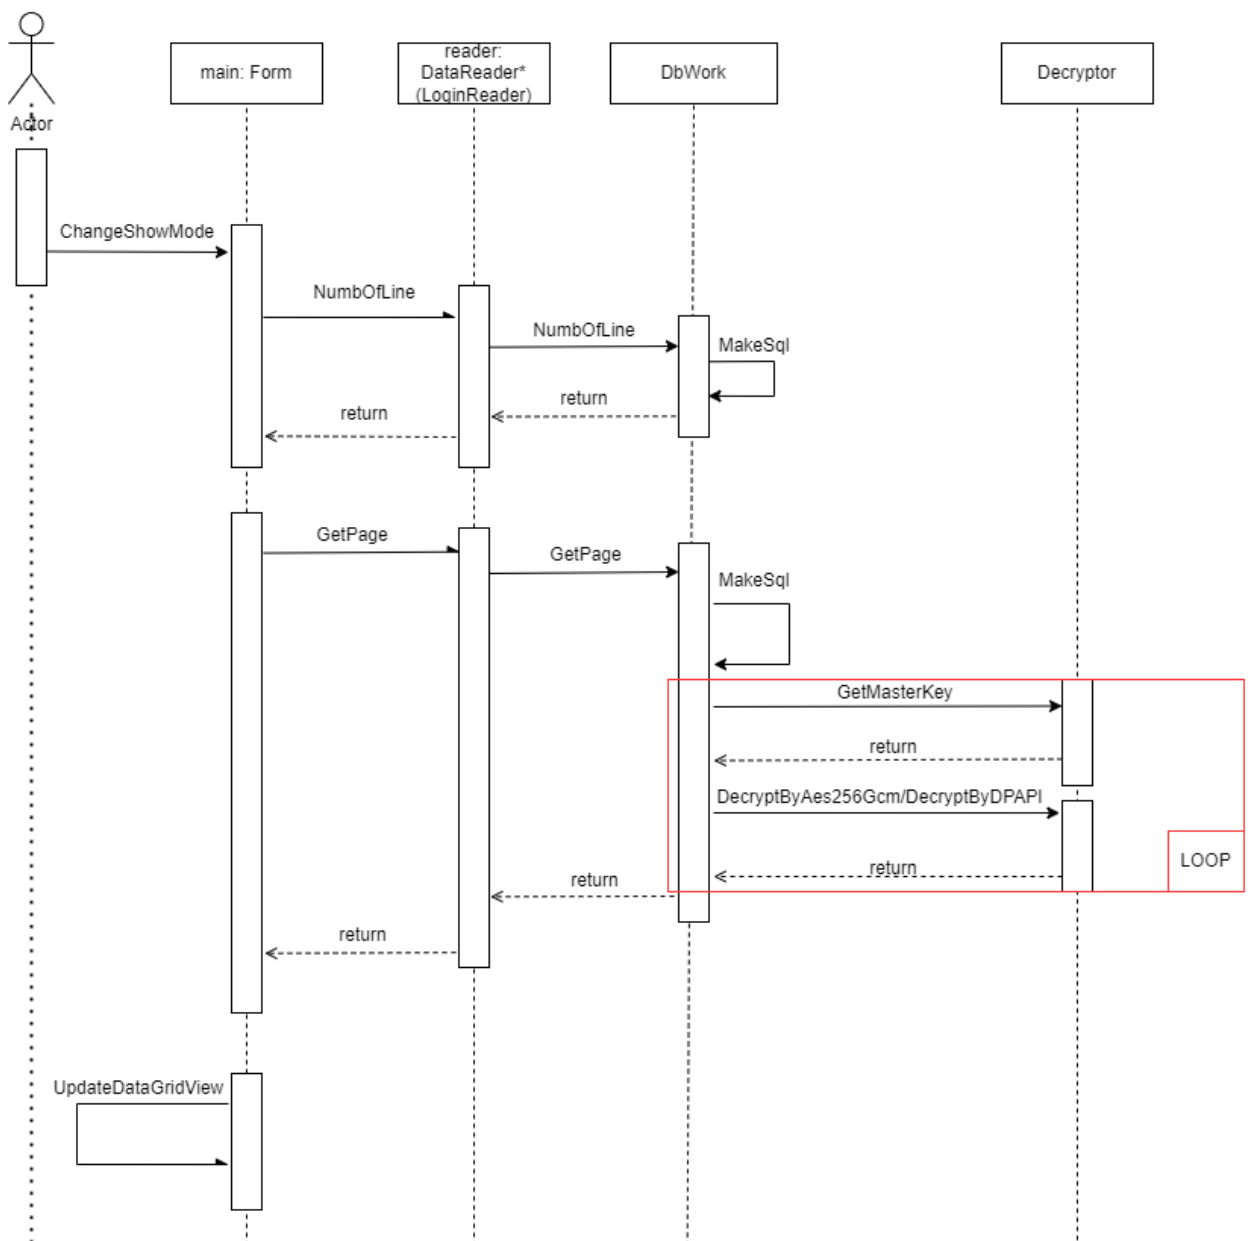 Actor
main: Form
reader:
DataReader*
(LoginReader)
DbWork
Decryptor
ChangeShowMode
NumbOfLine
NumbOfLine
MakeSql
return
return
GetPage
GetPage
MakeSql
GetMasterKey
return
DecryptByAes256Gcm/DecryptByDPAPI
LOOP
return
return
return
UpdateDataGridView